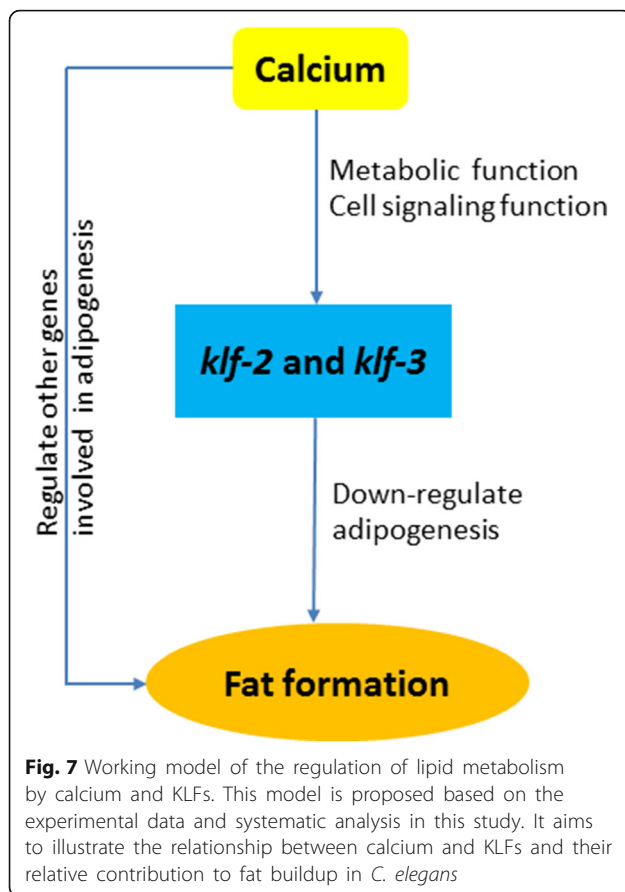 Calcium
Metabolic function
Cell signaling function
Regulate other genes
involved in adipogenesis
klf-2 and klf-3
Down-regulate
adipogenesis
Fat formation
Fig. 7 Working model of the regulation of lipid metabolism
by calcium and KLFs. This model is proposed based on the
experimental data and systematic analysis in this study. It aims
to illustrate the relationship between calcium and KLFs and their
relative contribution to fat buildup in C. elegans